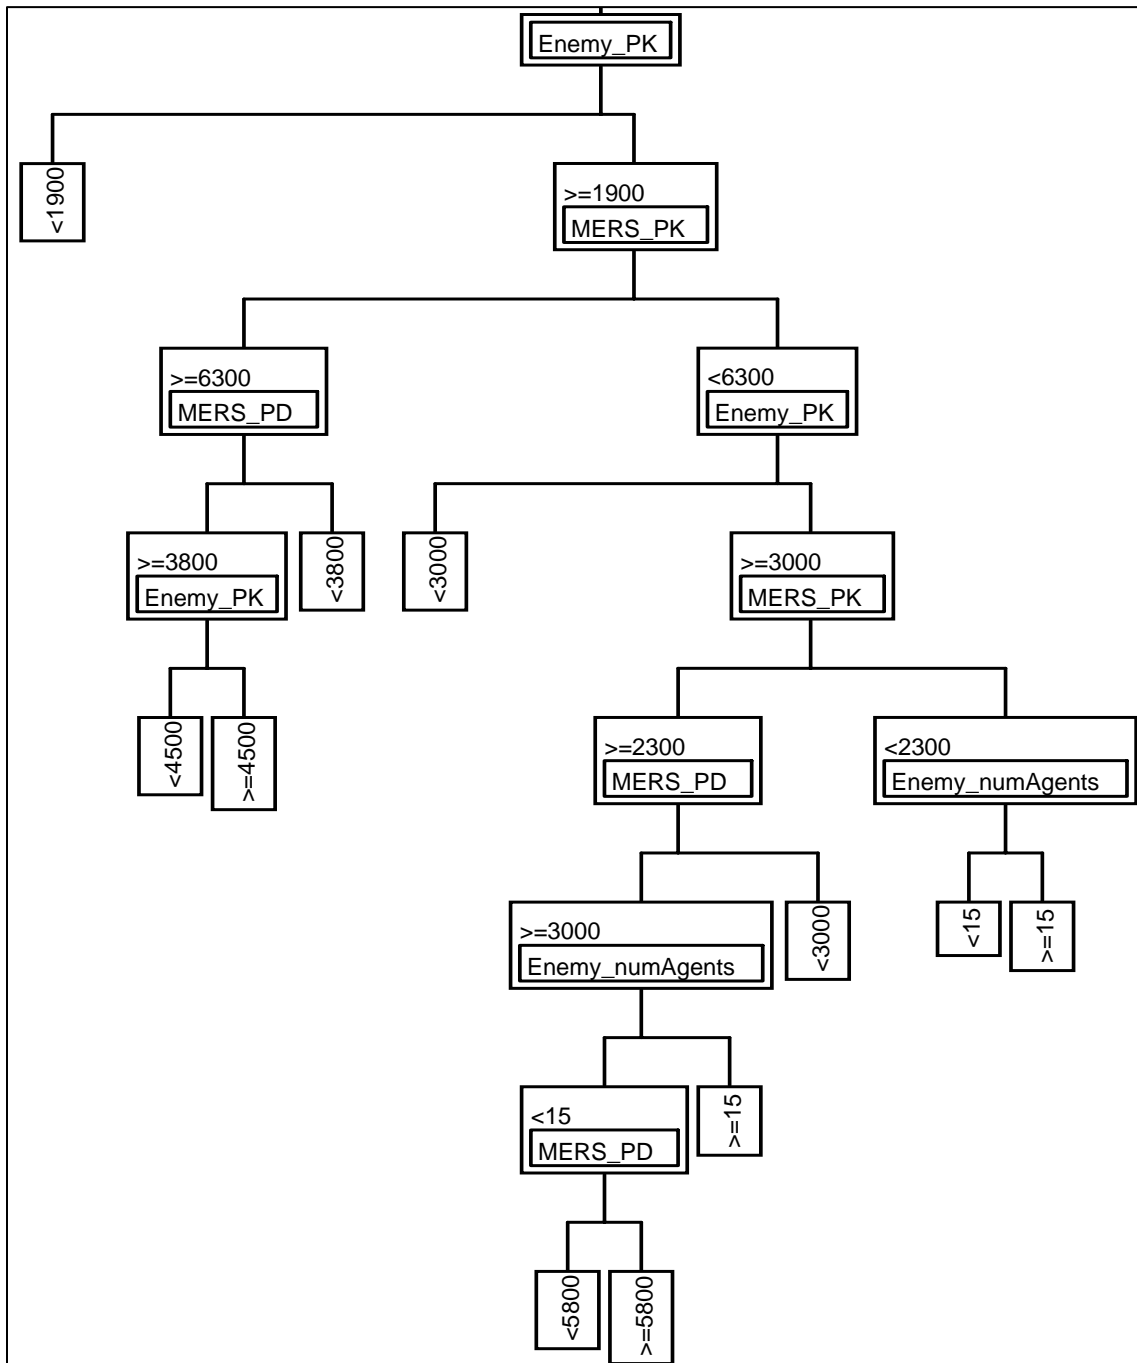 Enemy_PK
<1900
>=1900
MERS_PK
>=6300
MERS_PD
<6300
Enemy_PK
>=3800
Enemy_PK
<3800
<3000
>=3000
MERS_PK
<4500
>=4500
>=2300
MERS_PD
<2300
Enemy_numAgents
>=3000
Enemy_numAgents
<3000
<15
>=15
<15
MERS_PD
>=15
<5800
>=5800